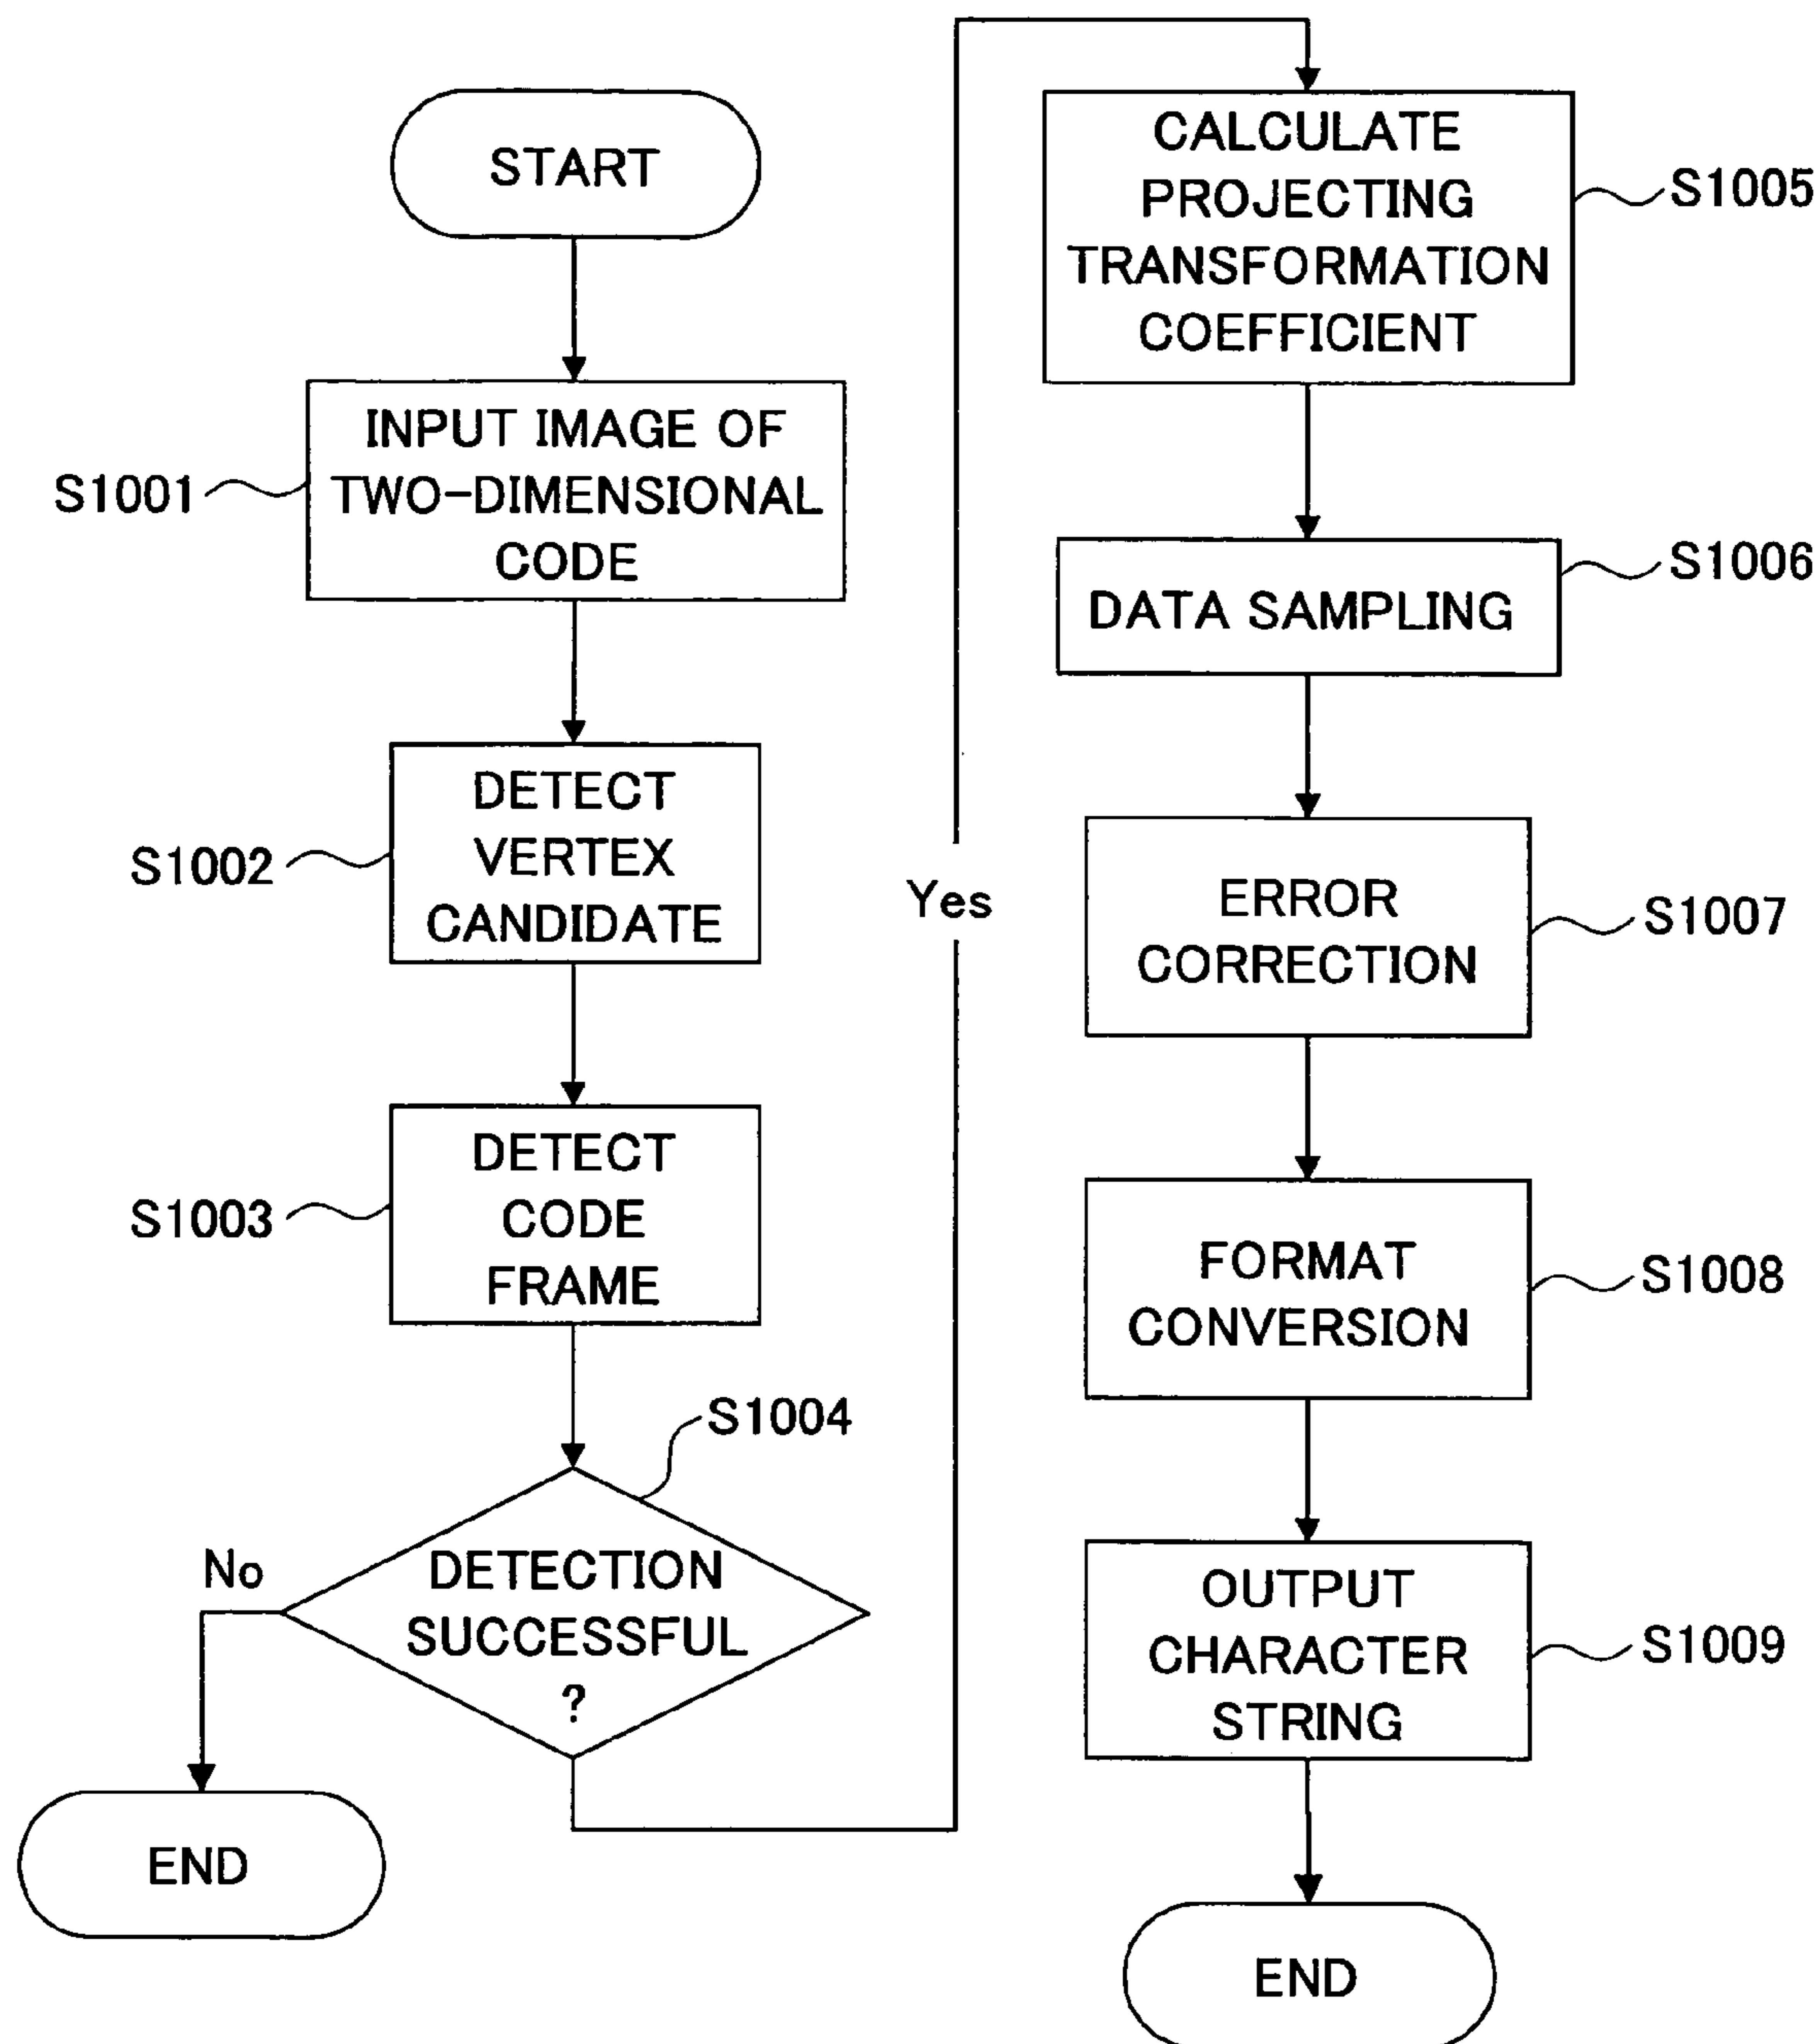 START
S1001
INPUT IMAGE OF
TWO-DIMENSIONAL
CODE
S1002
DETECT
VERTEX
CANDIDATE
S1003
DETECT
CODE
FRAME
S1004
DETECTION
SUCCESSFUL
?
No
END
Yes
CALCULATE
PROJECTING
TRANSFORMATION
COEFFICIENT
S1005
DATA SAMPLING
S1006
ERROR
CORRECTION
S1007
FORMAT
CONVERSION
S1008
OUTPUT
CHARACTER
STRING
S1009
END